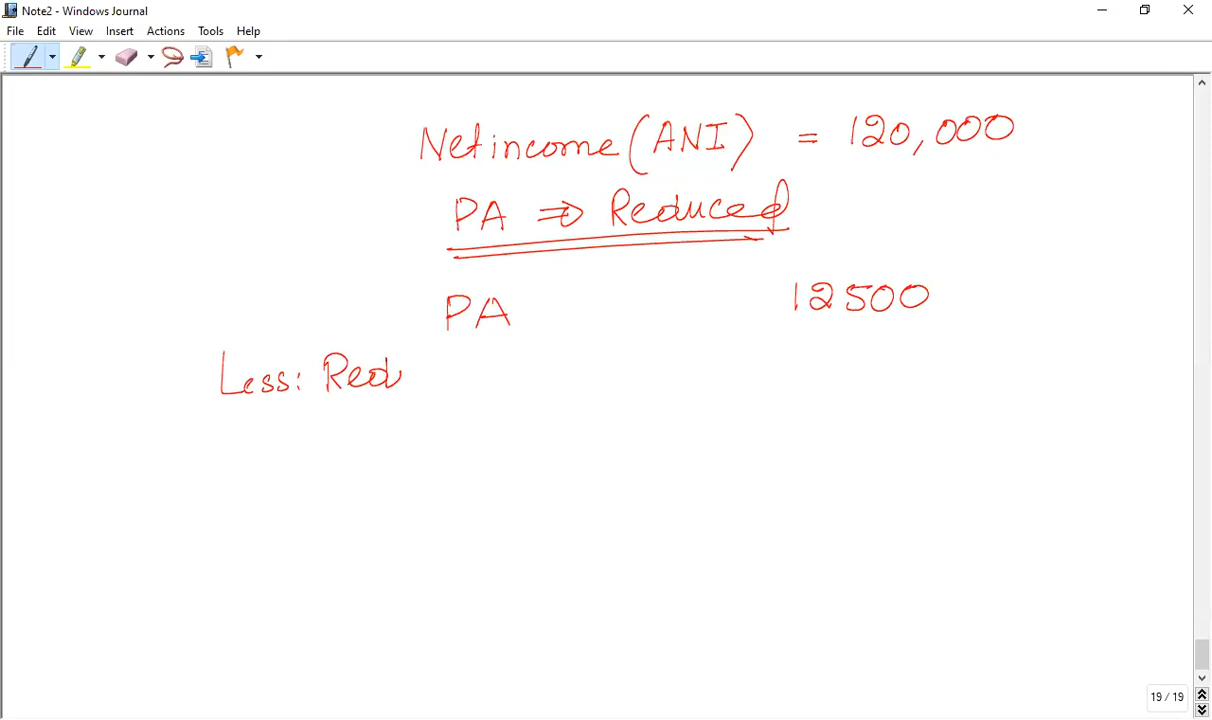 Note2 - Windows Journal
File Edit View Insert Actions Tools Help
Net income (ANI) = 120,000
PA ⇒ Reduced
PA 12500
Less: Red
19 / 19